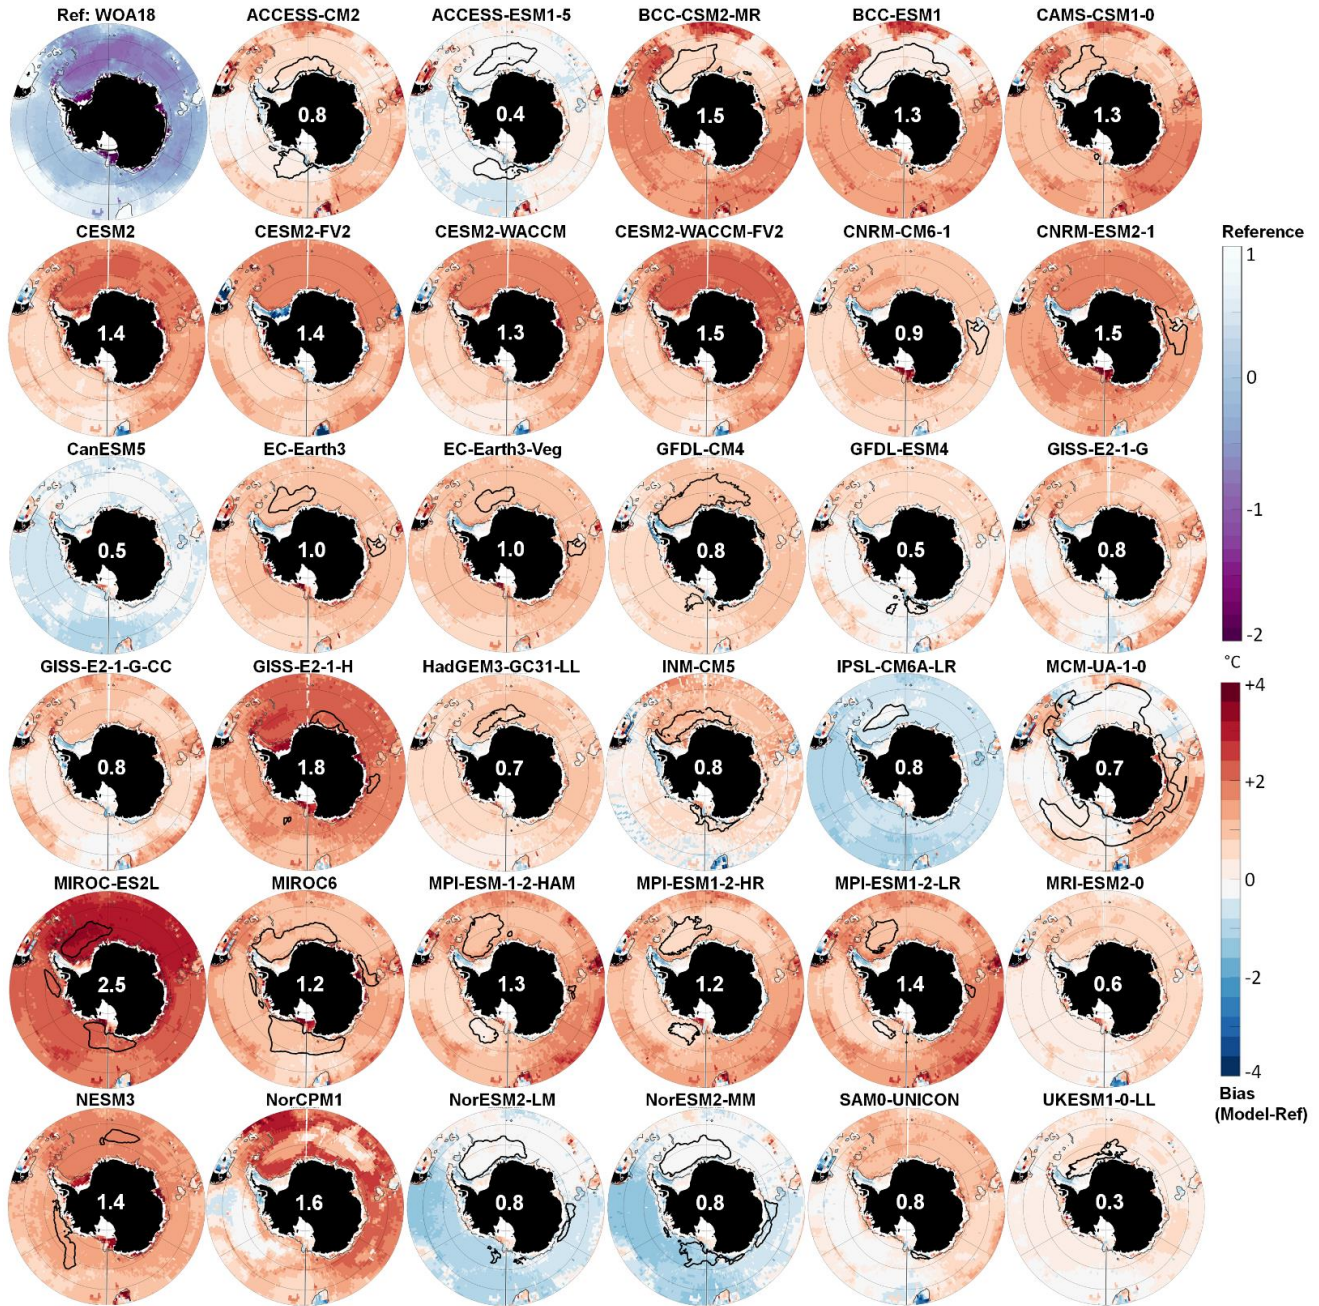 Ref: WOA18 ACCESS-CM2 ACCESS-ESM1-5 BCC-CSM2-MR BCC-ESM1 CAMS-CSM1-0
0.8 0.4 1.5 1.3 1.3
CESM2 CESM2-FV2 CESM2-WACCM CESM2-WACCM-FV2 CNRM-CM6-1 CNRM-ESM2-1
1.4 1.4 1.3 1.5 0.9 1.5
CanESM5 EC-Earth3 EC-Earth3-Veg GFDL-CM4 GFDL-ESM4 GISS-E2-1-G
0.5 1.0 1.0 0.8 0.5 0.8
GISS-E2-1-G-CC GISS-E2-1-H HadGEM3-GC31-LL INM-CM5 IPSL-CM6A-LR MCM-UA-1-0
0.8 1.8 0.7 0.8 0.8 0.7
MIROC-ES2L MIROC6 MPI-ESM-1-2-HAM MPI-ESM1-2-HR MPI-ESM1-2-LR MRI-ESM2-0
2.5 1.2 1.3 1.2 1.4 0.6
NESM3 NorCPM1 NorESM2-LM NorESM2-MM SAM0-UNICON UKESM1-0-LL
1.4 1.6 0.8 0.8 0.8 0.3
Reference
1
0
-1
-2
°C
+4
+2
0
-2
-4
Bias
(Model-Ref)